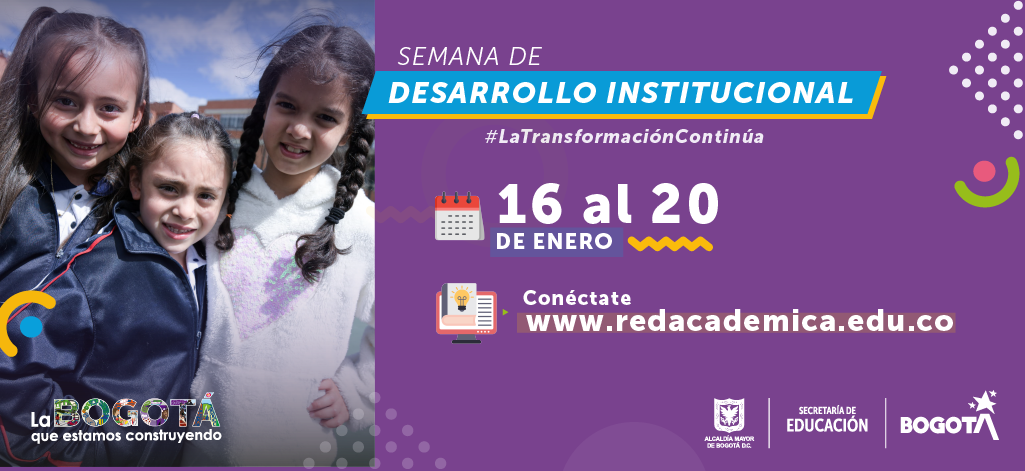 SEMANA DE
DESARROLLO INSTITUCIONAL
#LaTransformaciónContinúa
16 al 20
DE ENERO
Conéctate
www.redacademica.edu.co
La BOGOTÁ
que estamos construyendo
ALCALDÍA MAYOR
DE BOGOTÁ D.C.
SECRETARÍA DE
EDUCACIÓN
BOGOTÁ